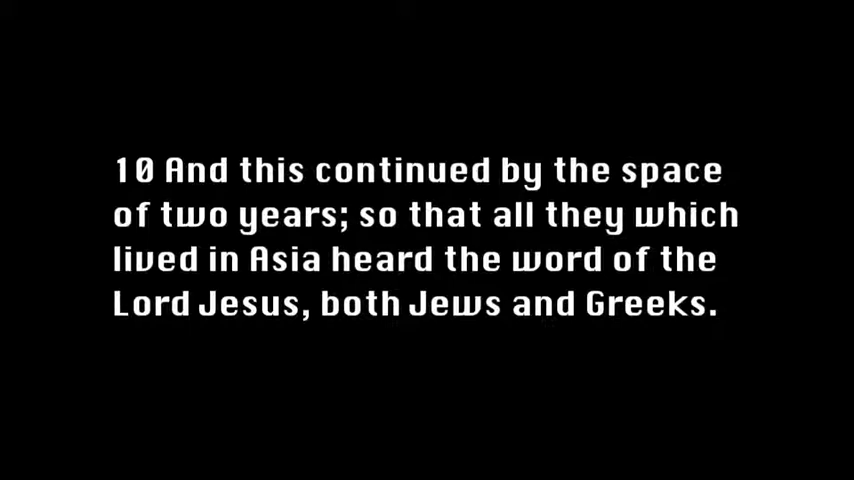 10 And this continued by the space
of two years; so that all they which
lived in Asia heard the word of the
Lord Jesus, both Jews and Greeks.